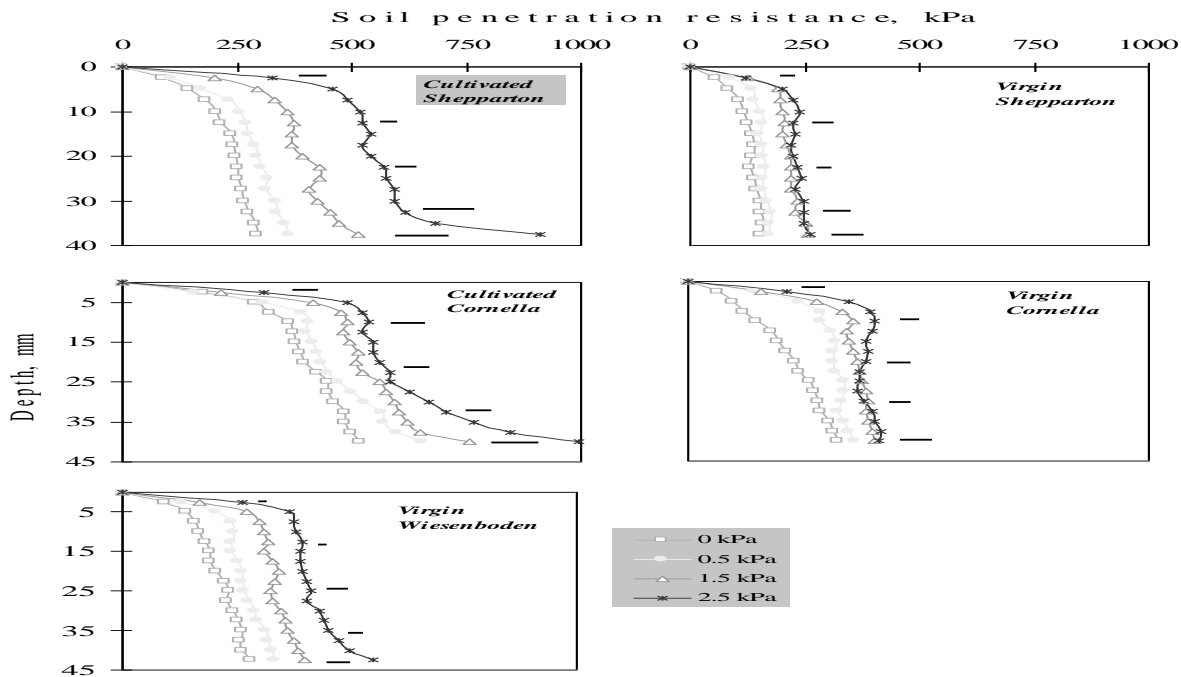 Soil penetration resistance, kPa
0 250 500 750 1000
0 250 500 750 1000
0
10
20
30
40
Cultivated
Shepparton
Virgin
Shepparton
Depth, mm
5
15
25
35
45
Cultivated
Cornella
Virgin
Cornella
5
15
25
35
45
Virgin
Wiesenboden
0 kPa
0.5 kPa
1.5 kPa
2.5 kPa